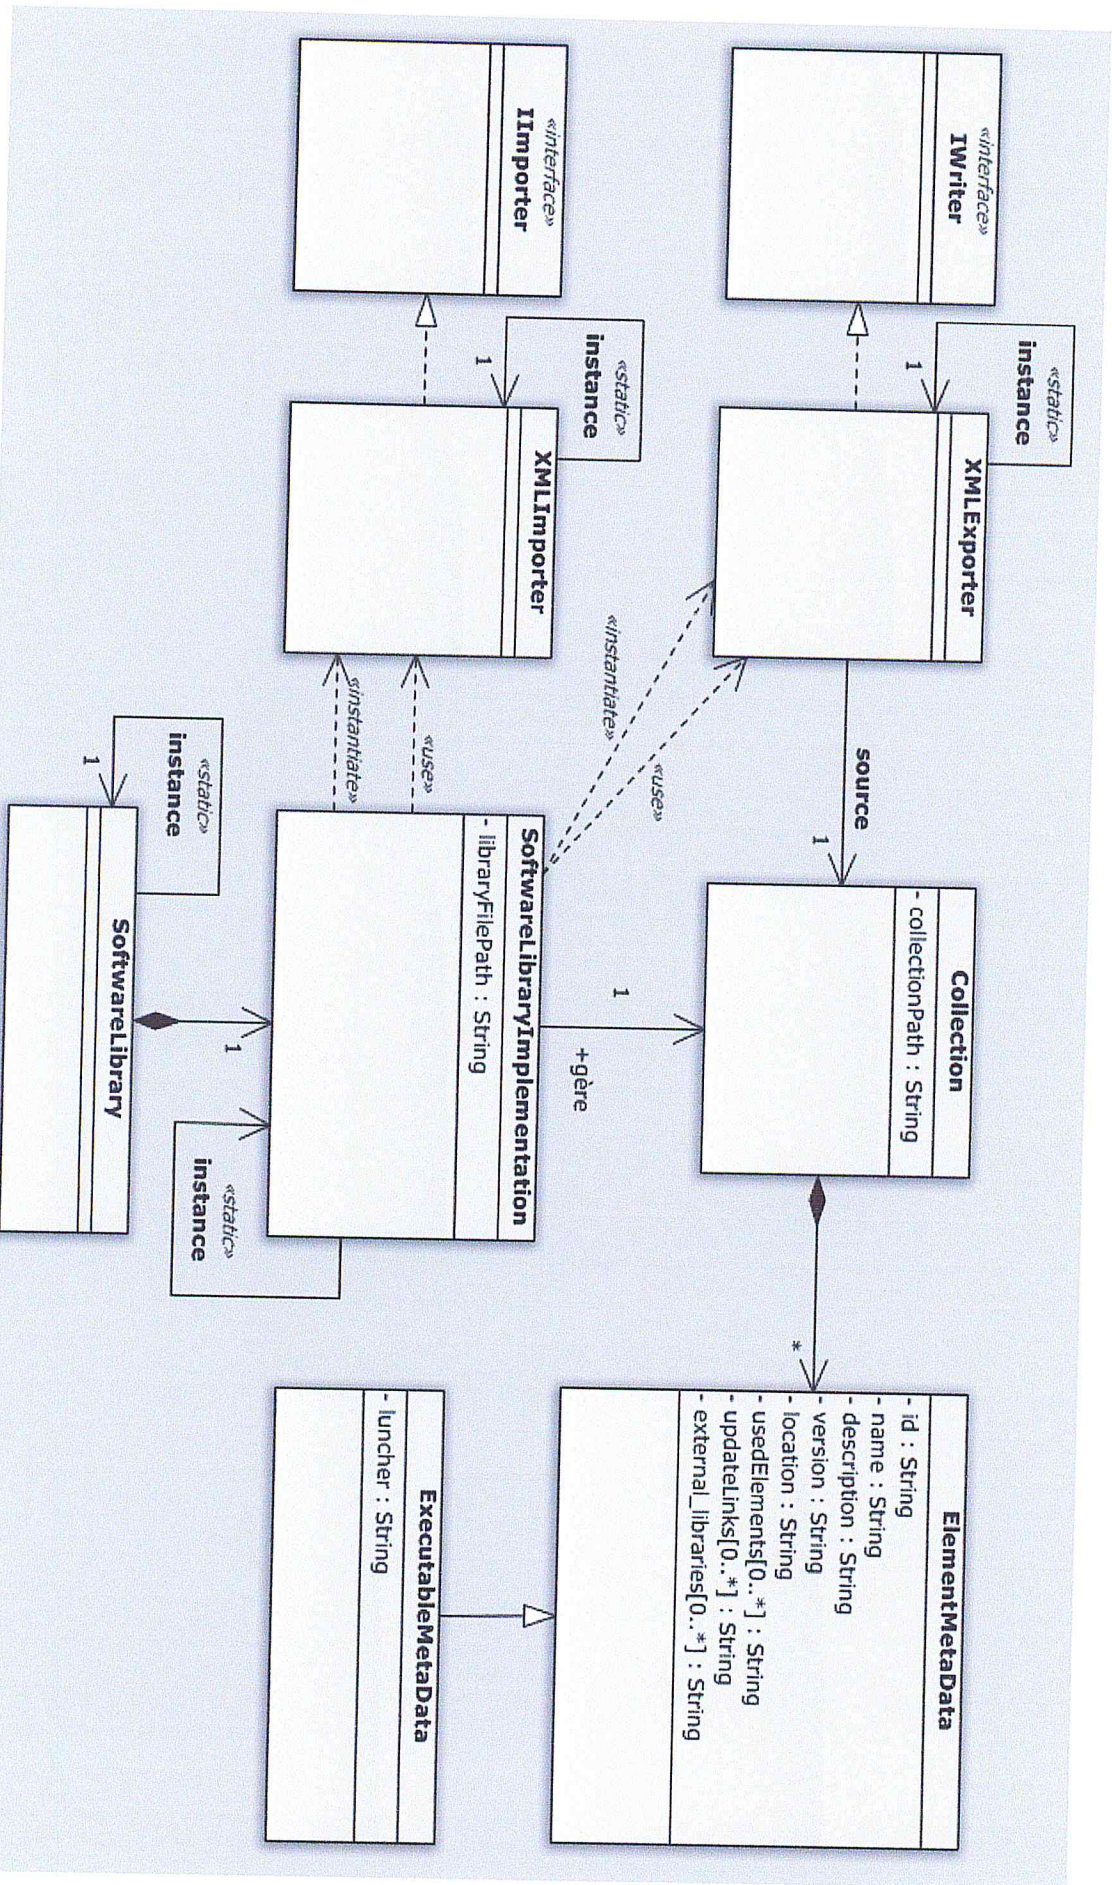 «interface»
IWriter
«static»
instance
1
XMLExporter
source
1
Collection
- collectionPath : String
*
ElementMetaData
- id : String
- name : String
- description : String
- version : String
- location : String
- usedElements[0..*] : String
- updateLinks[0..*] : String
- external_libraries[0..*] : String
«interface»
IImporter
«static»
instance
1
XMLImporter
«instantiate»
«use»
1
+gère
«use»
«instantiate»
SoftwareLibraryImplementation
- libraryFilePath : String
ExecutableMetaData
- luncher : String
«static»
instance
1
1
«static»
instance
SoftwareLibrary